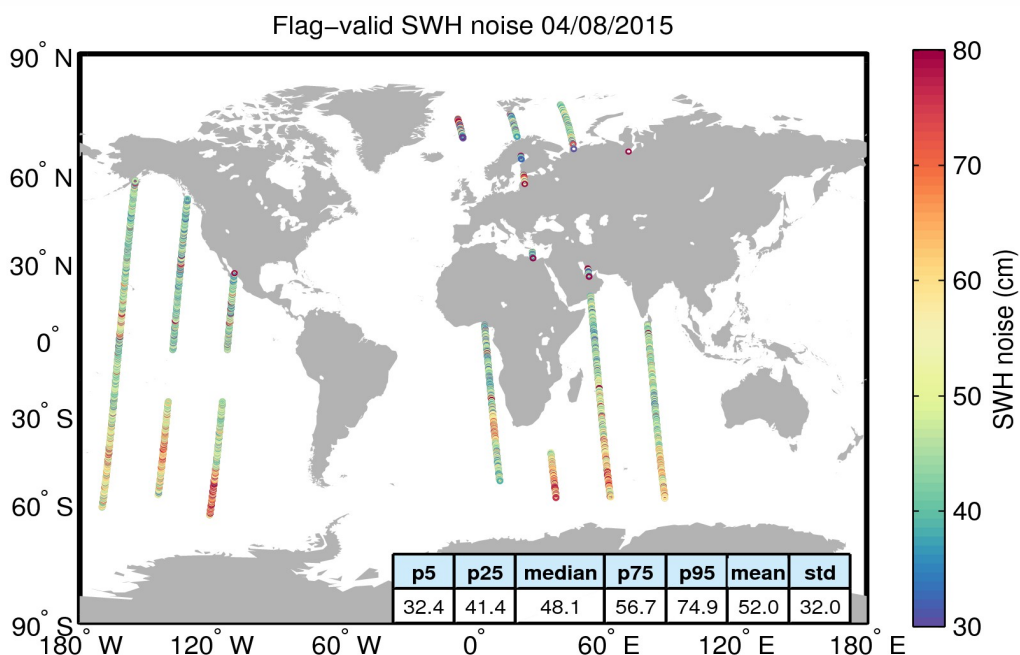 Flag−valid SWH noise 04/08/2015
90° N
60° N
30° N
0°
30° S
60° S
90° S
180° W
120° W
60° W
0°
60° E
120° E
180° E
80
70
60
50
40
30
SWH noise (cm)
p5 p25 median p75 p95 mean std
32.4 41.4 48.1 56.7 74.9 52.0 32.0